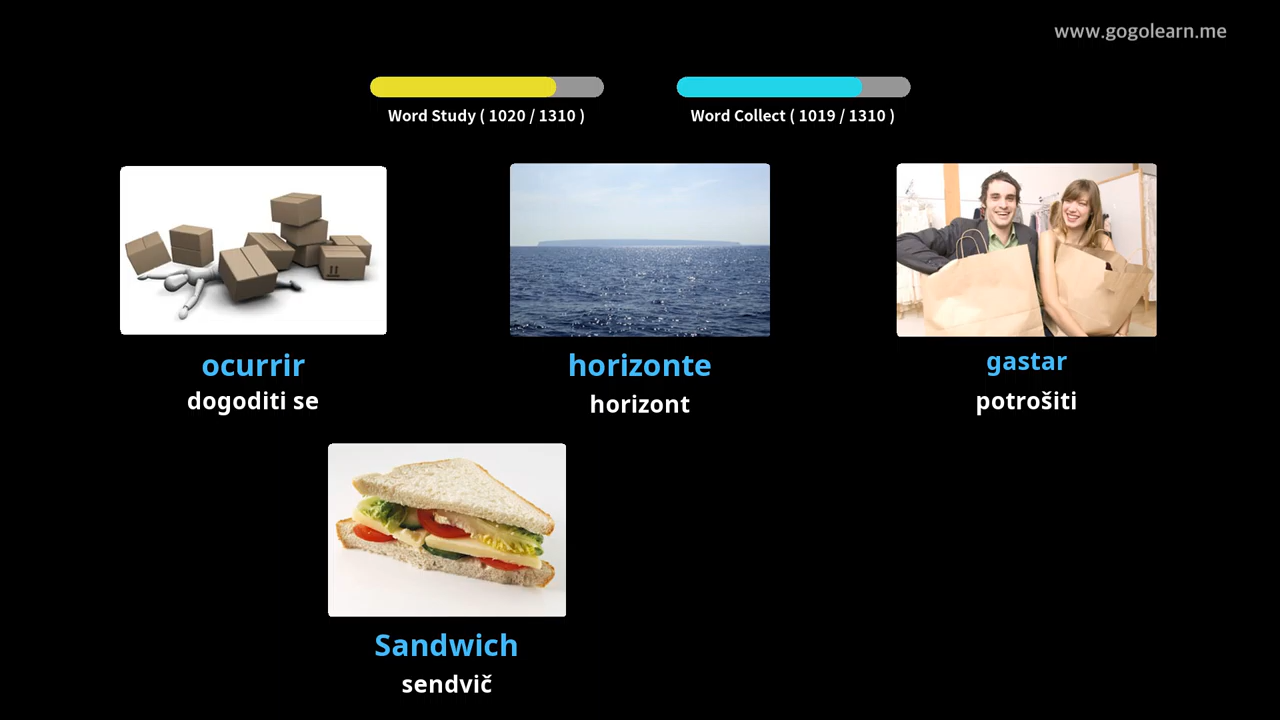 www.gogolearn.me
Word Study ( 1020 / 1310 )
Word Collect ( 1019 / 1310 )
ocurrir
dogoditi se
horizonte
horizont
gastar
potrošiti
Sandwich
sendvič